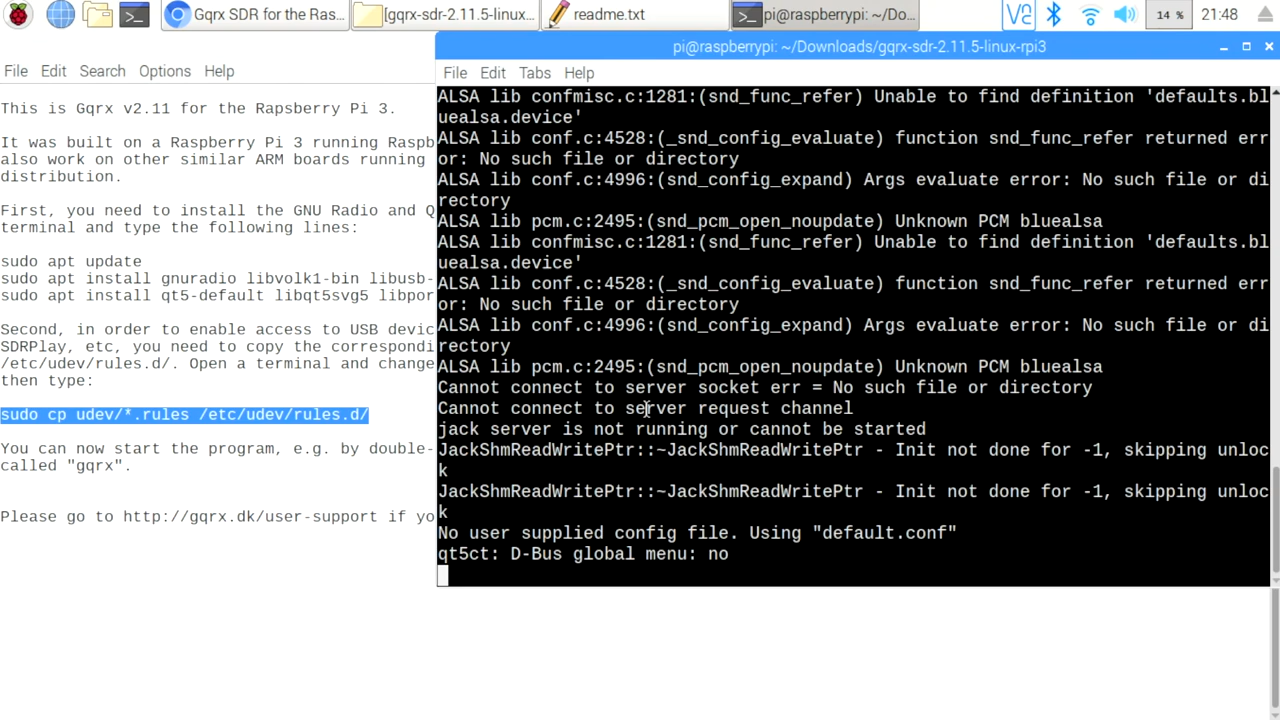 Gqrx SDR for the Ras...
[gqrx-sdr-2.11.5-linux...
readme.txt
pi@raspberrypi: ~/Do...
14 %
21:48
pi@raspberrypi: ~/Downloads/gqrx-sdr-2.11.5-linux-rpi3
File Edit Search Options Help
This is Gqrx v2.11 for the Rapsberry Pi 3.
It was built on a Raspberry Pi 3 running Raspb
also work on other similar ARM boards running
distribution.
First, you need to install the GNU Radio and Q
terminal and type the following lines:
sudo apt update
sudo apt install gnuradio libvolk1-bin libusb-
sudo apt install qt5-default libqt5svg5 libpor
Second, in order to enable access to USB devic
SDRPlay, etc, you need to copy the correspondi
/etc/udev/rules.d/. Open a terminal and change
then type:
sudo cp udev/*.rules /etc/udev/rules.d/
You can now start the program, e.g. by double-
called "gqrx".
Please go to http://gqrx.dk/user-support if yo
File Edit Tabs Help
ALSA lib confmisc.c:1281:(snd_func_refer) Unable to find definition 'defaults.bl
uealsa.device'
ALSA lib conf.c:4528:(_snd_config_evaluate) function snd_func_refer returned err
or: No such file or directory
ALSA lib conf.c:4996:(snd_config_expand) Args evaluate error: No such file or di
rectory
ALSA lib pcm.c:2495:(snd_pcm_open_noupdate) Unknown PCM bluealsa
ALSA lib confmisc.c:1281:(snd_func_refer) Unable to find definition 'defaults.bl
uealsa.device'
ALSA lib conf.c:4528:(_snd_config_evaluate) function snd_func_refer returned err
or: No such file or directory
ALSA lib conf.c:4996:(snd_config_expand) Args evaluate error: No such file or di
rectory
ALSA lib pcm.c:2495:(snd_pcm_open_noupdate) Unknown PCM bluealsa
Cannot connect to server socket err = No such file or directory
Cannot connect to server request channel
jack server is not running or cannot be started
JackShmReadWritePtr::~JackShmReadWritePtr - Init not done for -1, skipping unloc
k
JackShmReadWritePtr::~JackShmReadWritePtr - Init not done for -1, skipping unloc
k
No user supplied config file. Using "default.conf"
qt5ct: D-Bus global menu: no